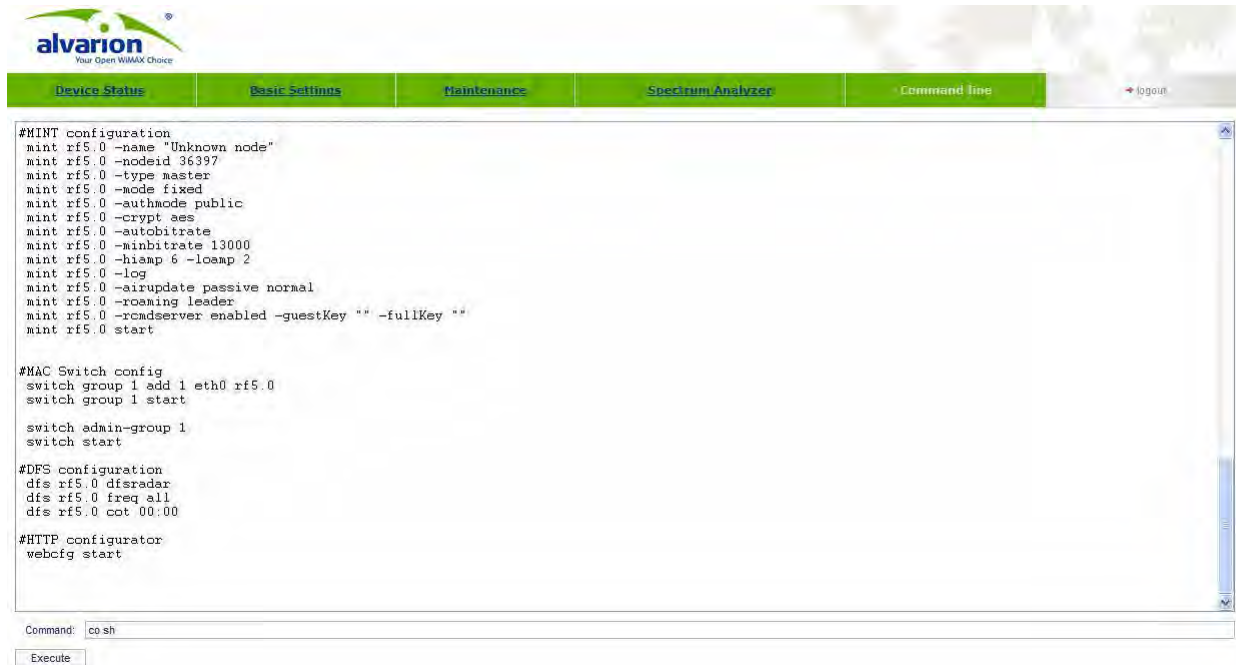 ®
alvarion
Your Open WiMAX Choice
Device Status Basic Settings Maintenance Spectrum Analyzer Command line logout
#MINT configuration
mint rf5.0 -name "Unknown node"
mint rf5.0 -nodeid 36397
mint rf5.0 -type master
mint rf5.0 -mode fixed
mint rf5.0 -authmode public
mint rf5.0 -crypt aes
mint rf5.0 -autobitrate
mint rf5.0 -minbitrate 13000
mint rf5.0 -hiamp 6 -loamp 2
mint rf5.0 -log
mint rf5.0 -airupdate passive normal
mint rf5.0 -roaming leader
mint rf5.0 -rcmdserver enabled -guestKey "" -fullKey ""
mint rf5.0 start
#MAC Switch config
switch group 1 add 1 eth0 rf5.0
switch group 1 start
switch admin-group 1
switch start
#DFS configuration
dfs rf5.0 dfsradar
dfs rf5.0 freq all
dfs rf5.0 cot 00:00
#HTTP configurator
webcfg start
Command: co sh
Execute